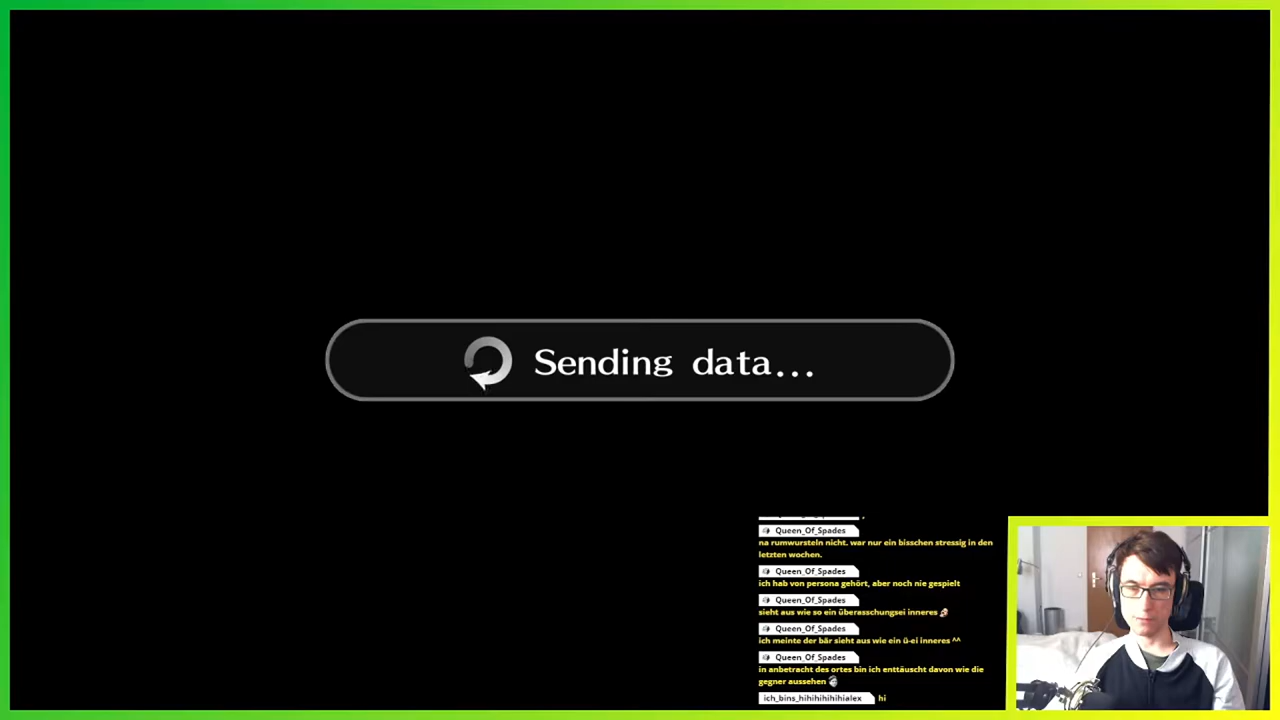 Sending data...
Queen_Of_Spades
na rumwursteln nicht. war nur ein bisschen stressig in den
letzten wochen.
Queen_Of_Spades
ich hab von persona gehört, aber noch nie gespielt
Queen_Of_Spades
sieht aus wie so ein überasschungsei inneres
Queen_Of_Spades
ich meinte der bär sieht aus wie ein ü-ei inneres ^^
Queen_Of_Spades
in anbetracht des ortes bin ich enttäuscht davon wie die
gegner aussehen
ich_bins_hihihihihihialex hi